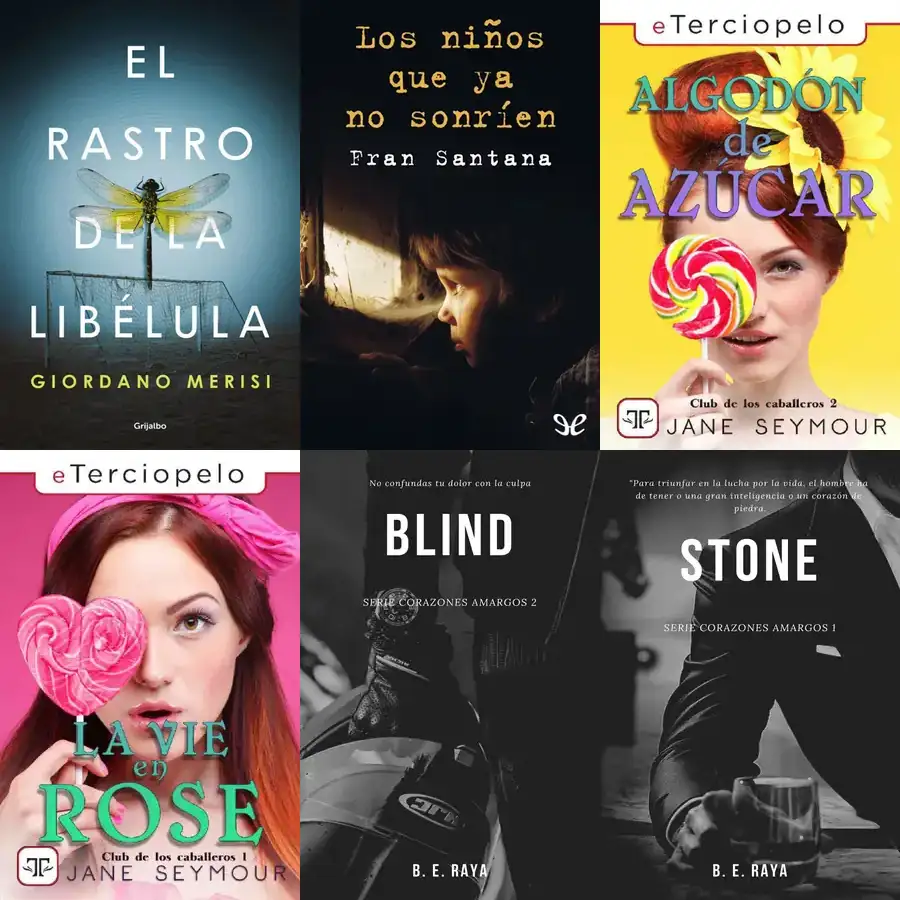 EL
RASTRO
DE LA
LIBÉLULA
GIORDANO MERISI
Grijalbo
Los niños
que ya
no sonríen
Fran Santana
eTerciopelo
ALGODÓN
de
AZÚCAR
Club de los caballeros 2
JANE SEYMOUR
eTerciopelo
LA VIE
en
ROSE
Club de los caballeros 1
JANE SEYMOUR
No confundas tu dolor con la culpa
BLIND
SERIE CORAZONES AMARGOS 2
HJC
B. E. RAYA
"Para triunfar en la lucha por la vida, el hombre ha
de tener o una gran inteligencia o un corazón de
piedra.
STONE
SERIE CORAZONES AMARGOS 1
B. E. RAYA